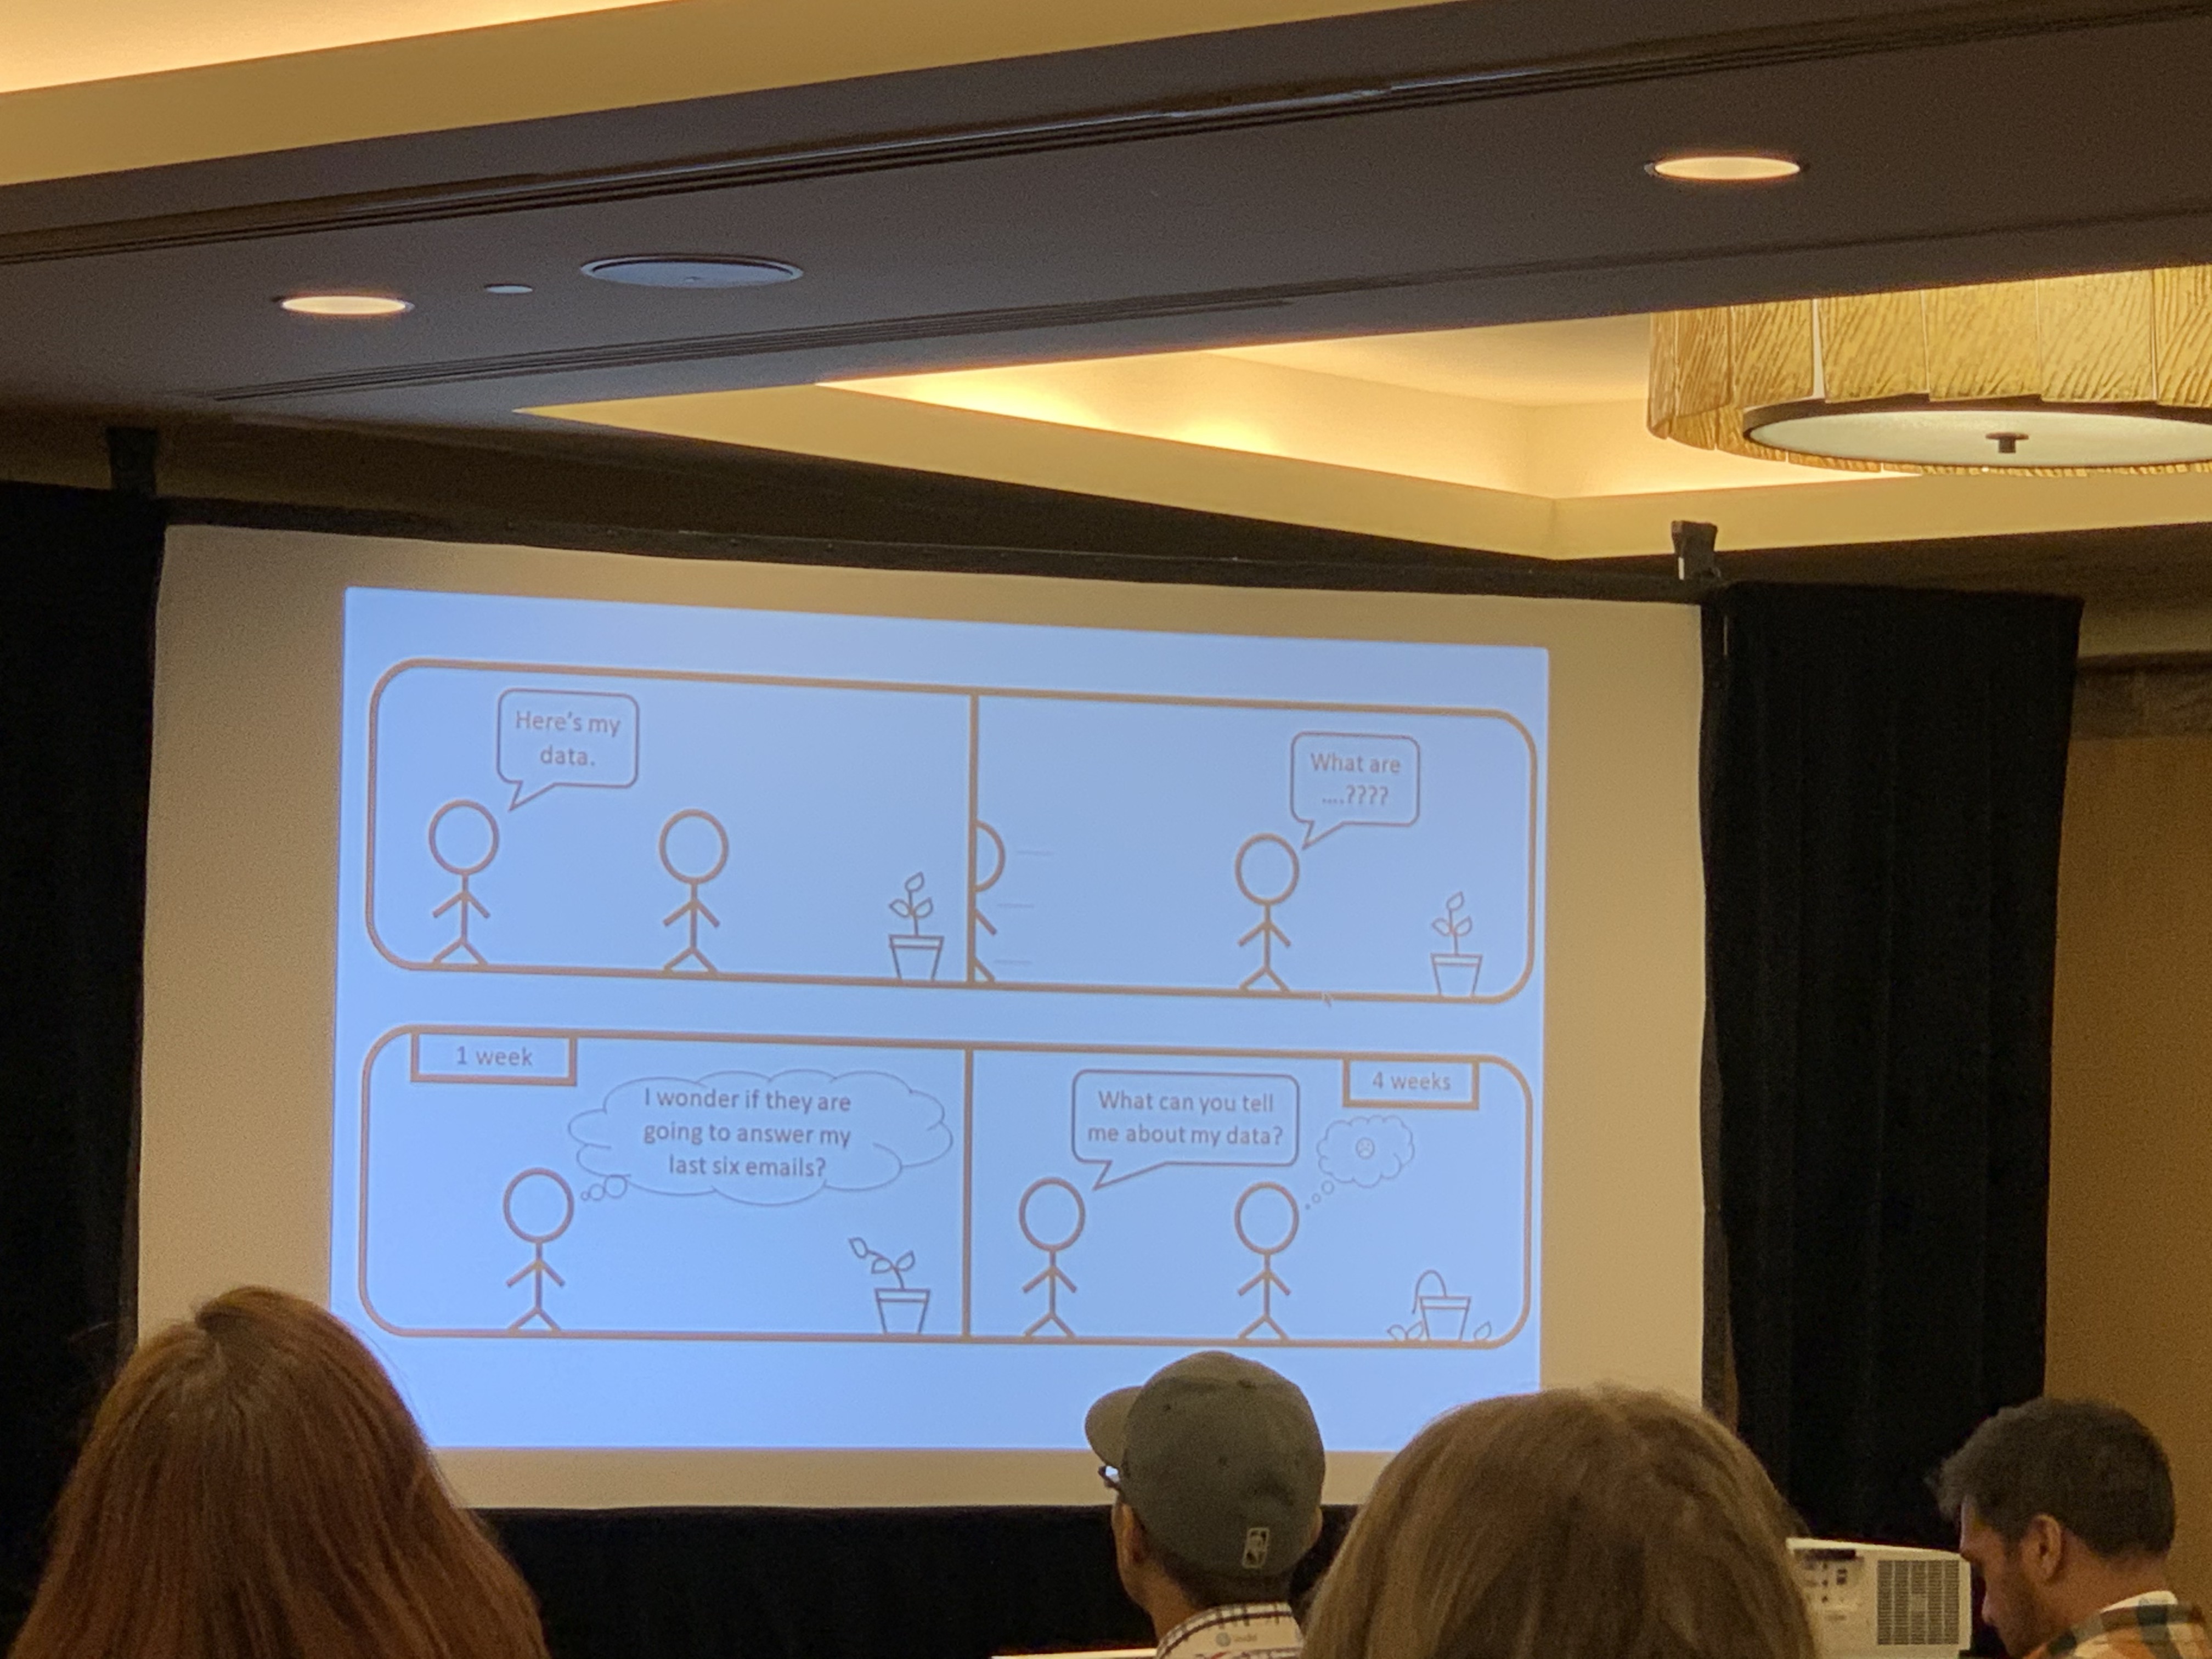 Here's my
data.
What are
....????
1 week
I wonder if they are
going to answer my
last six emails?
What can you tell
me about my data?
4 weeks